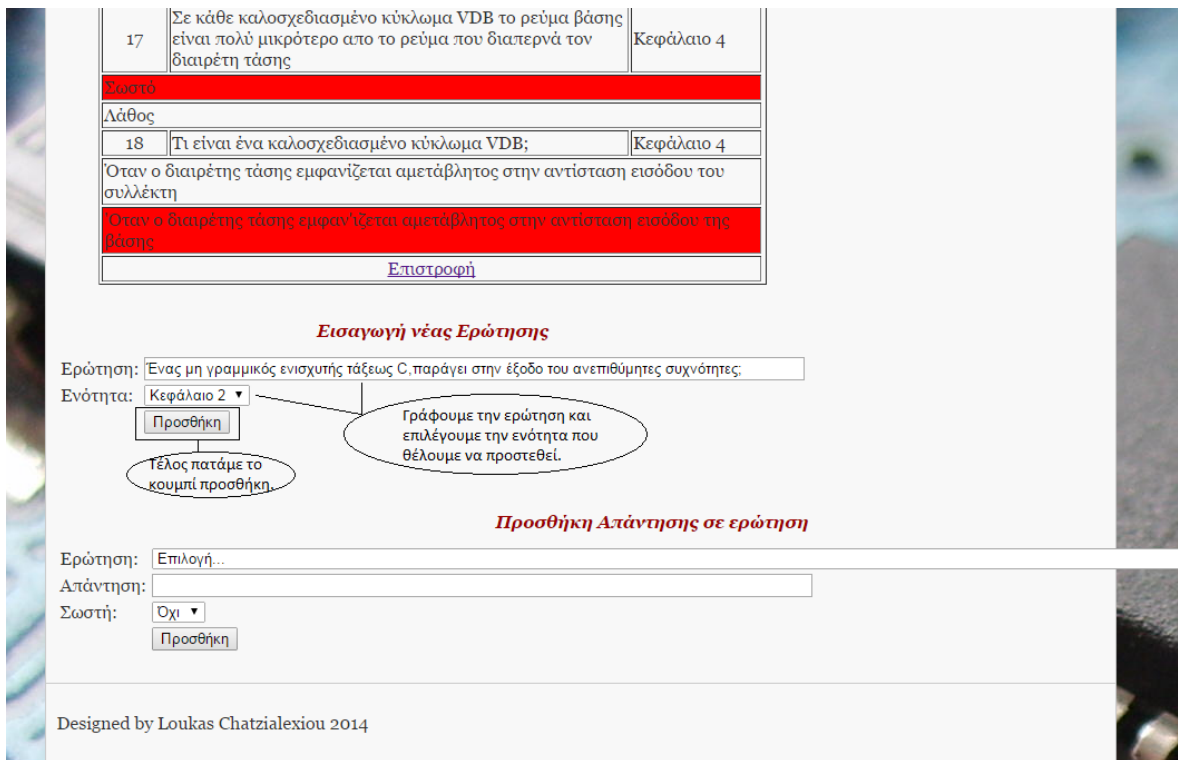 Σε κάθε καλοσχεδιασμένο κύκλωμα VDB το ρεύμα βάσης
17 είναι πολύ μικρότερο απο το ρεύμα που διαπερνά τον Κεφάλαιο 4
διαιρέτη τάσης
Σωστό
Λάθος
18 Τι είναι ένα καλοσχεδιασμένο κύκλωμα VDB; Κεφάλαιο 4
Όταν ο διαιρέτης τάσης εμφανίζεται αμετάβλητος στην αντίσταση εισόδου του
συλλέκτη
Όταν ο διαιρέτης τάσης εμφαν'ιζεται αμετάβλητος στην αντίσταση εισόδου της
βάσης
Επιστροφή
Εισαγωγή νέας Ερώτησης
Ερώτηση: Ένας μη γραμμικός ενισχυτής τάξεως C,παράγει στην έξοδο του ανεπιθύμητες συχνότητες;
Ενότητα: Κεφάλαιο 2
Προσθήκη
Γράφουμε την ερώτηση και
επιλέγουμε την ενότητα που
θέλουμε να προστεθεί.
Τέλος πατάμε το
κουμπί προσθήκη.
Προσθήκη Απάντησης σε ερώτηση
Ερώτηση: Επιλογή...
Απάντηση:
Σωστή: Όχι
Προσθήκη
Designed by Loukas Chatzialexiou 2014